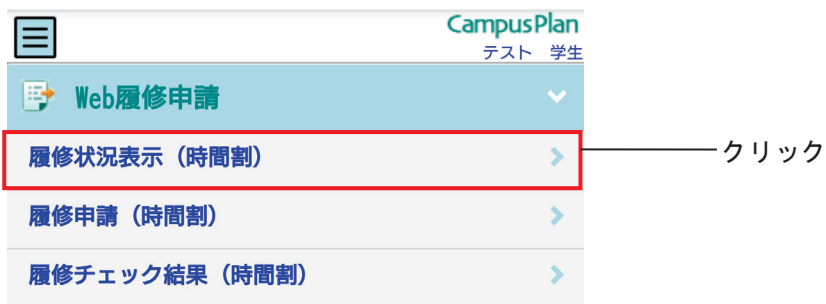 CampusPlan
テスト 学生
Web履修申請
履修状況表示（時間割）
クリック
履修申請（時間割）
履修チェック結果（時間割）